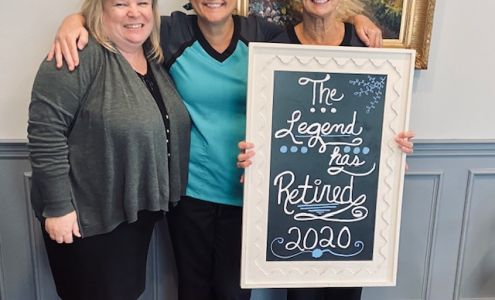 The
Legend
has
Retired
2020